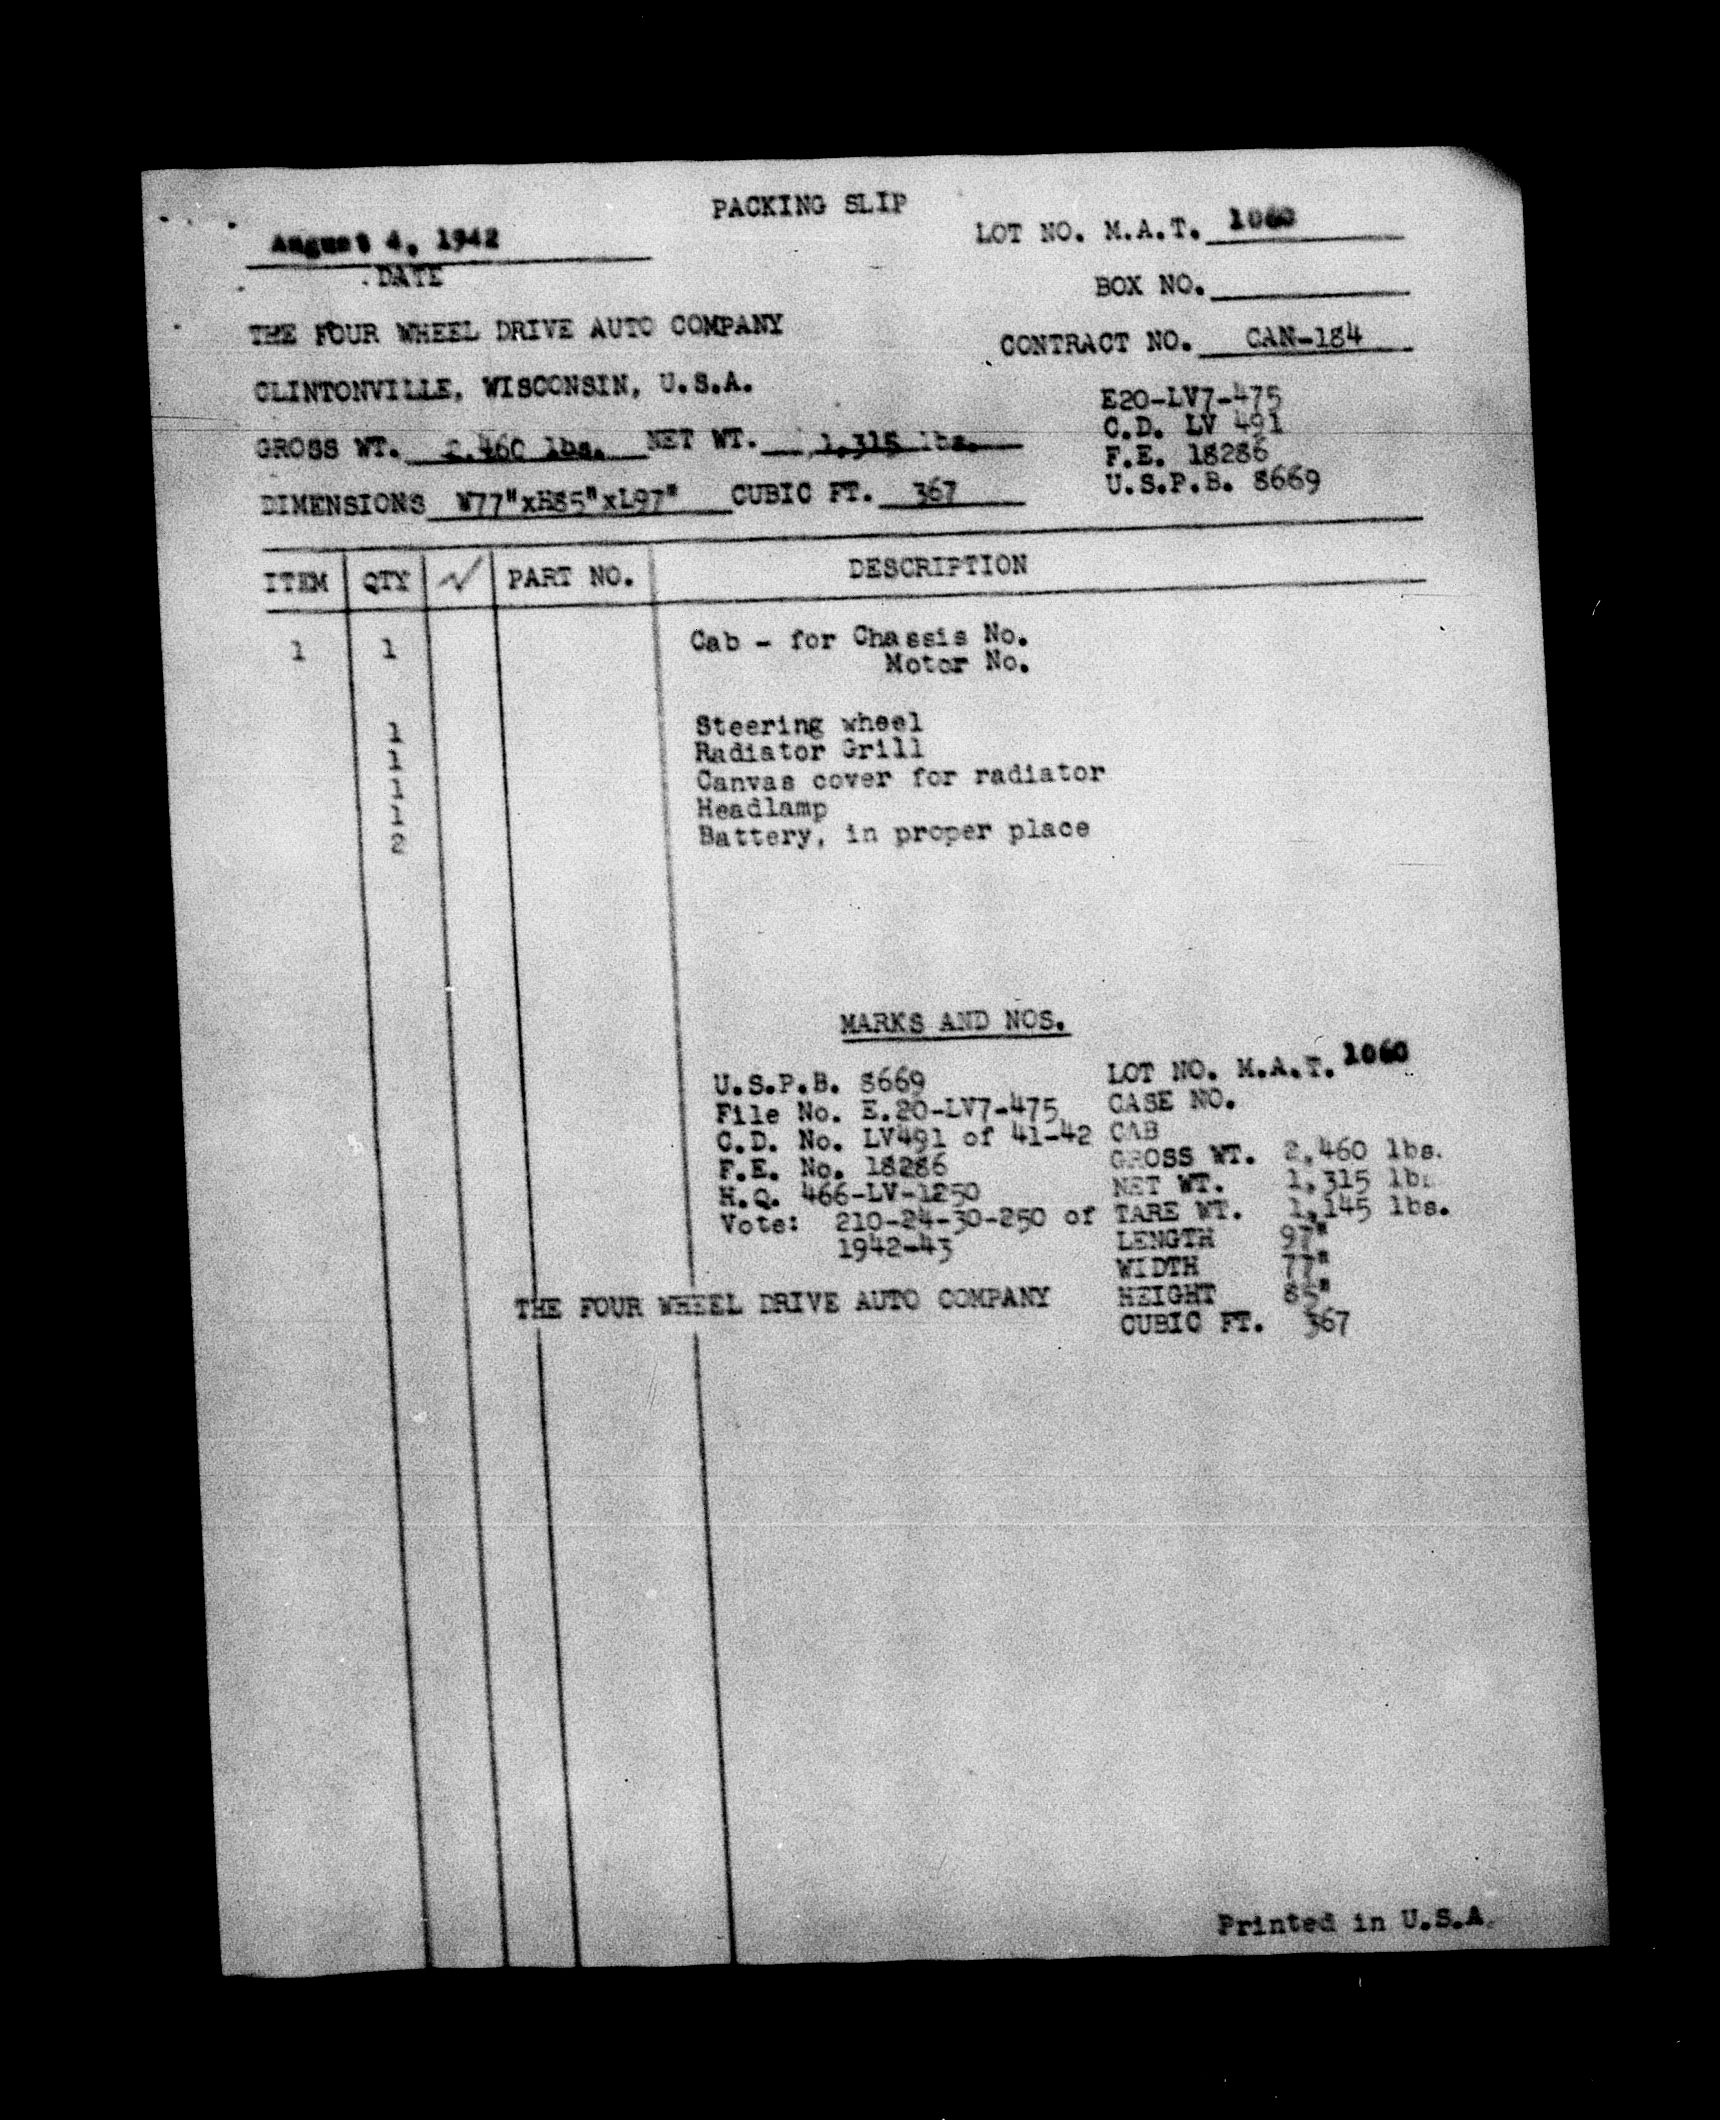 PACKING SLIP
August 4, 1942
LOT NO. M.A.T. 1060
DATE
BOX NO.
THE FOUR WHEEL DRIVE AUTO COMPANY
CONTRACT NO. CAN-184
CLINTONVILLE, WISCONSIN, U.S.A.
E20-LV7-475
C.D. LV 491
GROSS WT. 2,460 lbs. NET WT. 1,315 lbs.
F.E. 18286
U.S.P.B. 8669
DIMENSIONS W77"xH85"xL97" CUBIC FT. 367
ITEM QTY PART NO. DESCRIPTION
1 1 Cab - for Chassis No.
Motor No.
1 Steering wheel
1 Radiator Grill
1 Canvas cover for radiator
1 Headlamp
2 Battery, in proper place
MARKS AND NOS.
U.S.P.B. 8669 LOT NO. M.A.T. 1060
File No. E.20-LV7-475 CASE NO.
C.D. No. LV491 of 41-42 CAB
F.E. No. 18286 GROSS WT. 2,460 lbs.
H.Q. 466-LV-1250 NET WT. 1,315 lbs
Vote: 210-24-30-250 of TARE WT. 1,145 lbs.
1942-43 LENGTH 97"
WIDTH 77"
THE FOUR WHEEL DRIVE AUTO COMPANY HEIGHT 85"
CUBIC FT. 367
Printed in U.S.A.